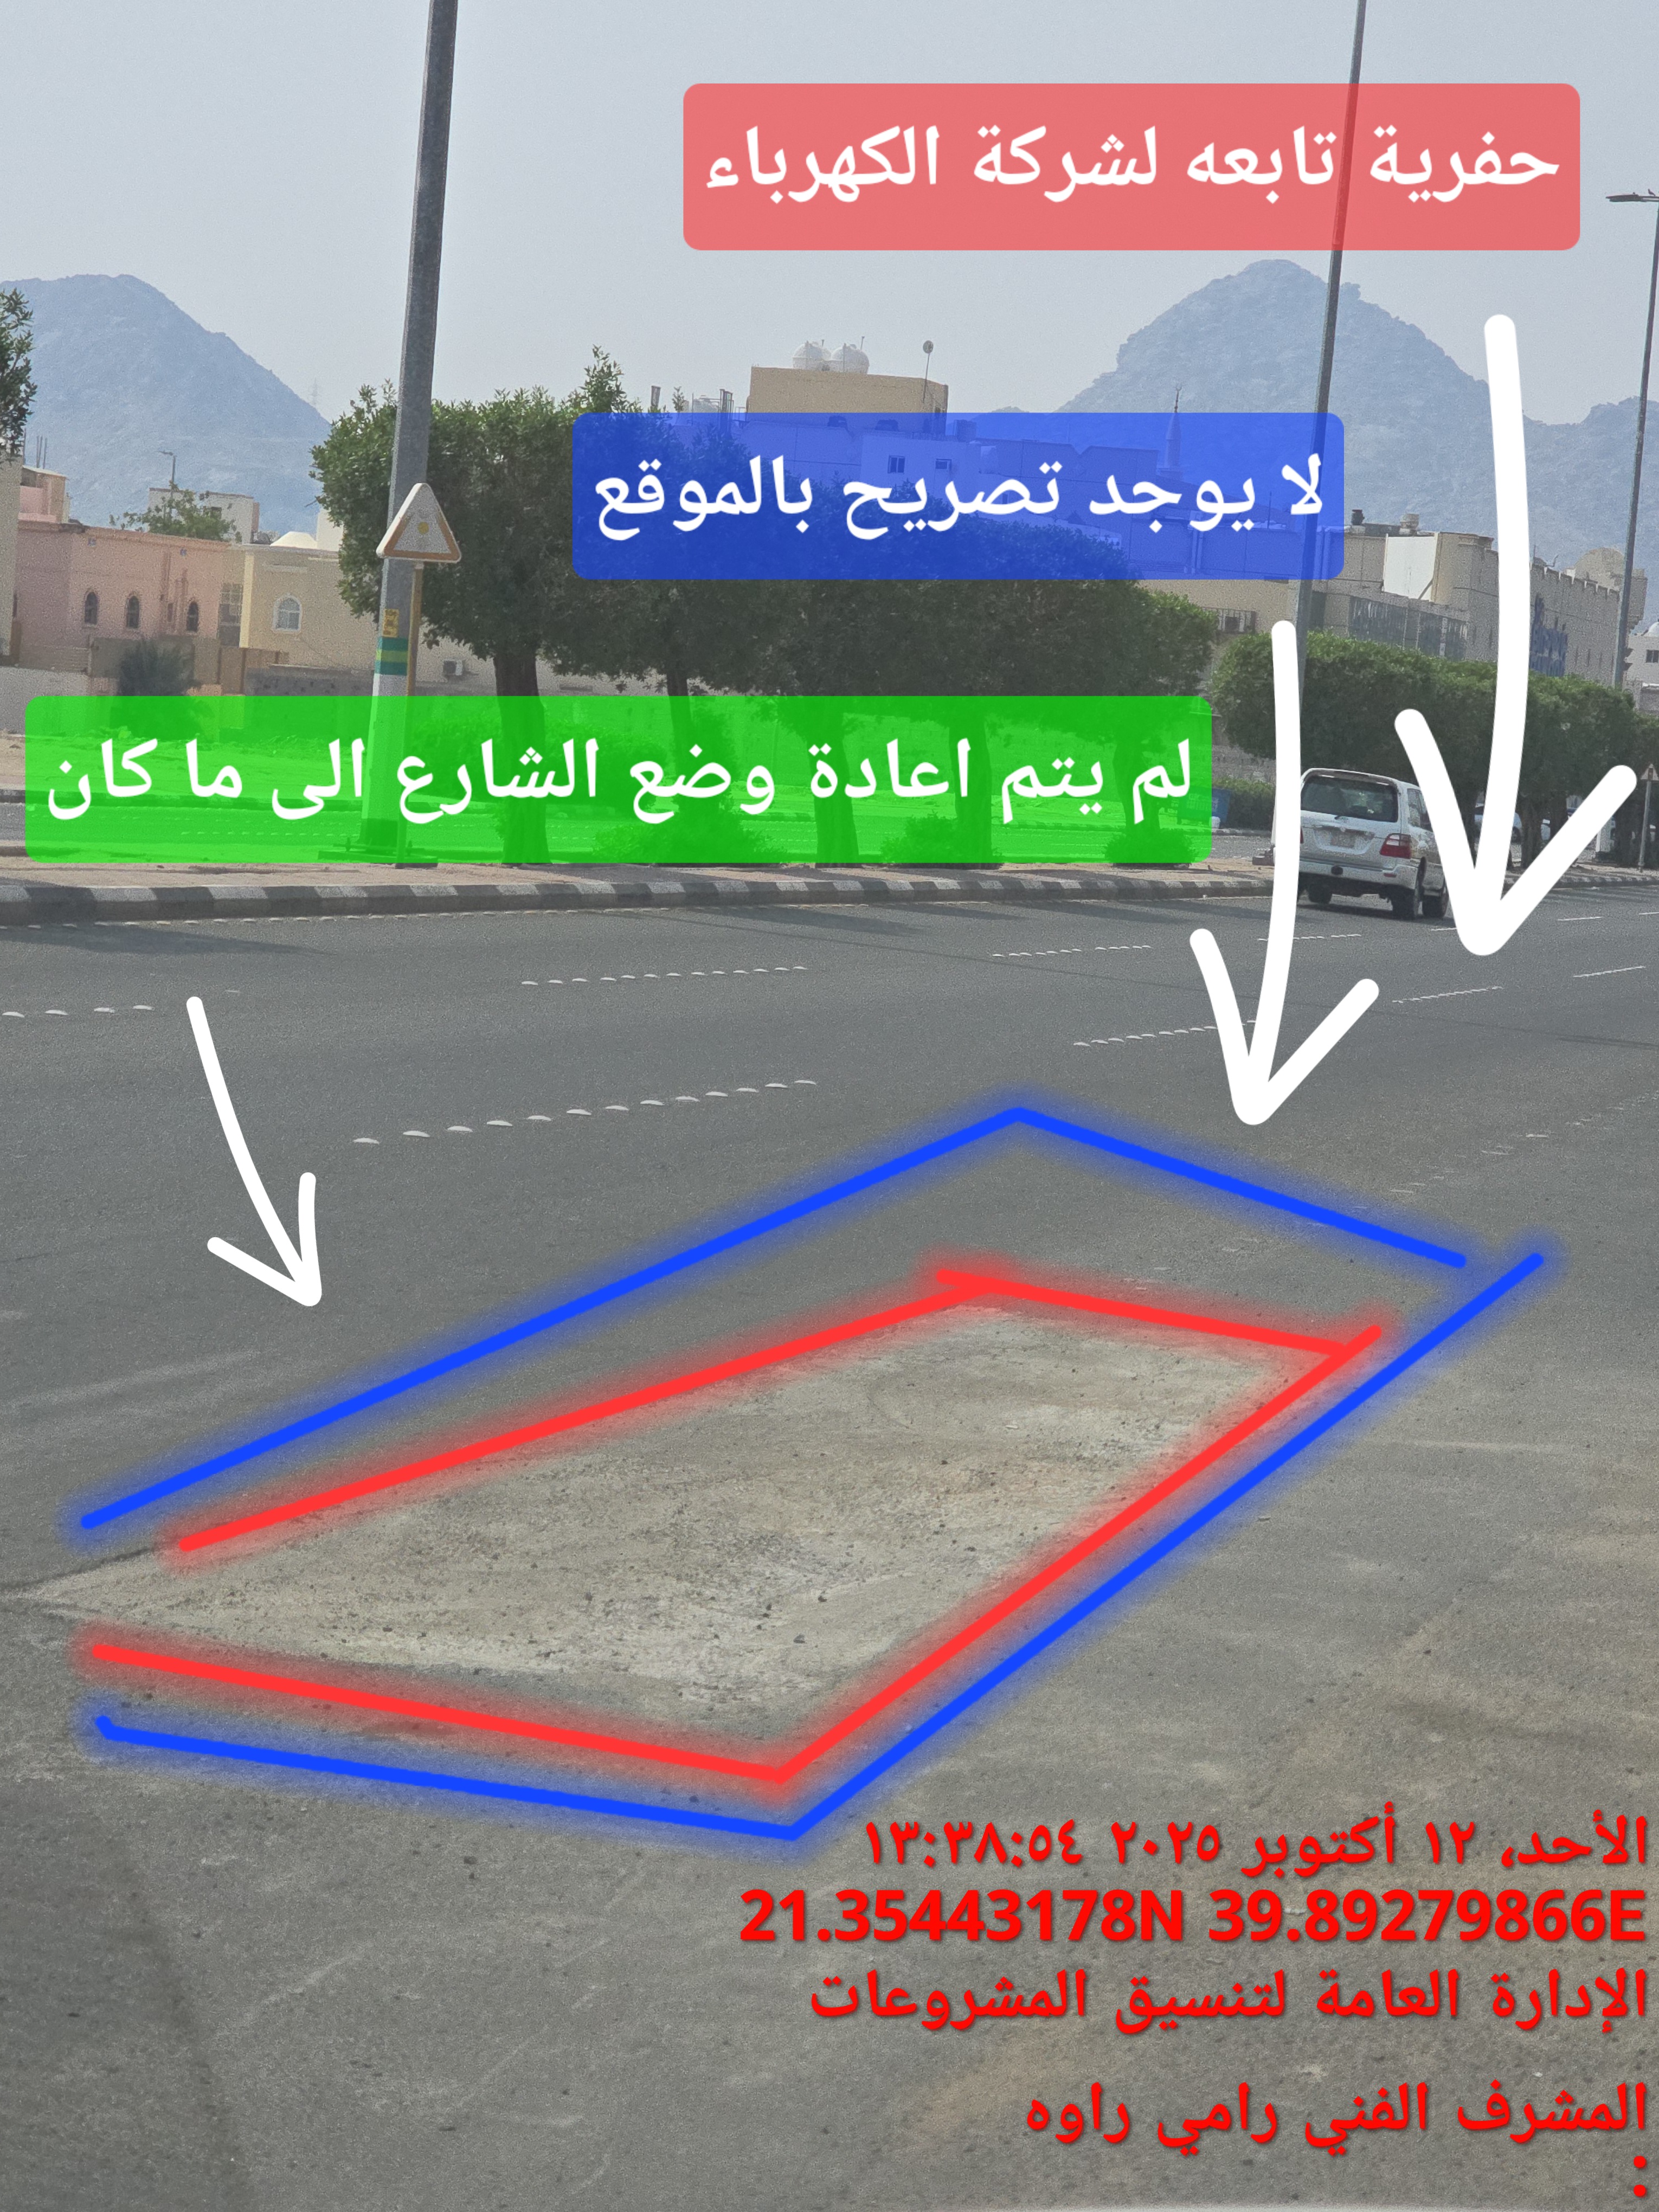 حفرية تابعه لشركة الكهرباء
لا يوجد تصريح بالموقع
لم يتم اعادة وضع الشارع الى ما كان
الأحد، ١٢ أكتوبر ٢٠٢٥ ١٣:٣٨:٥٤
21.35443178N 39.89279866E
الإدارة العامة لتنسيق المشروعات
المشرف الفني رامي راوه
: